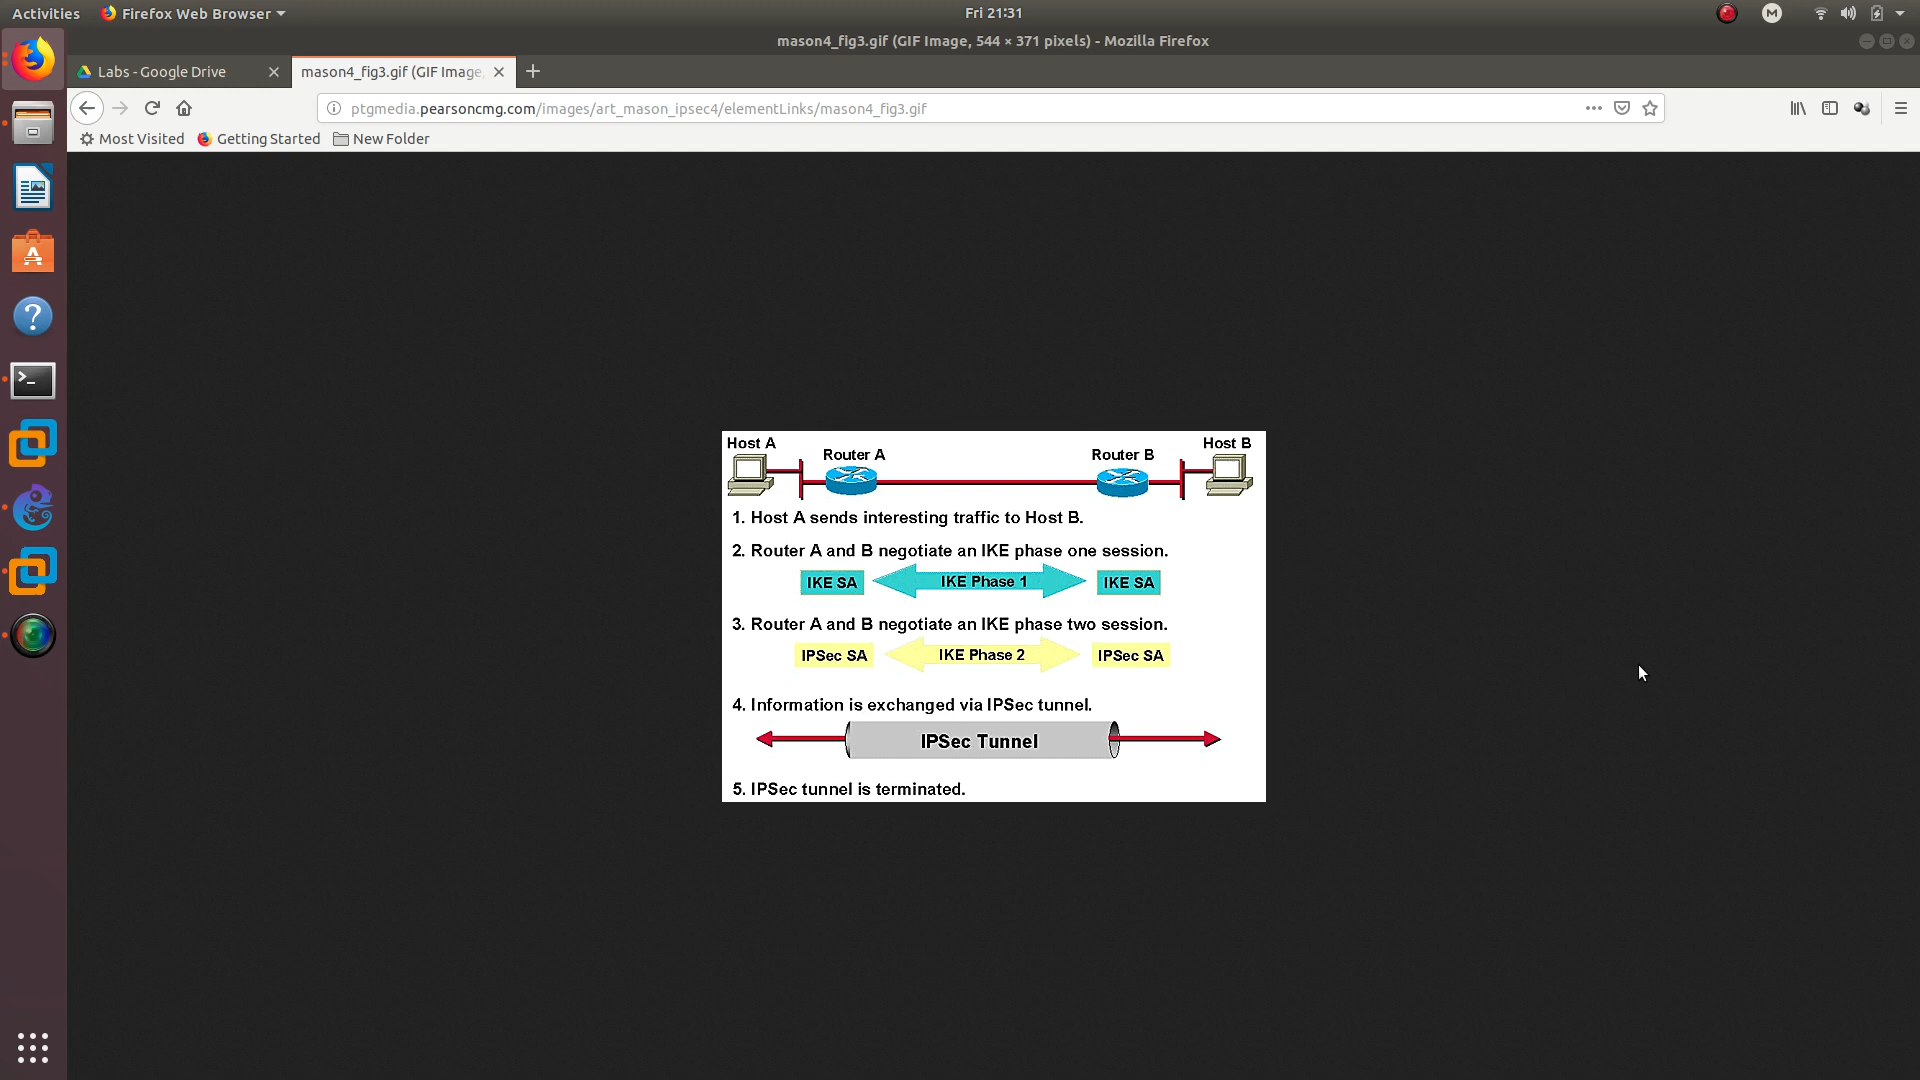 Activities Firefox Web Browser Fri 21:31 M
mason4_fig3.gif (GIF Image, 544 × 371 pixels) - Mozilla Firefox
Labs - Google Drive mason4_fig3.gif (GIF Image,
ptgmedia.pearsoncmg.com/images/art_mason_ipsec4/elementLinks/mason4_fig3.gif
Most Visited Getting Started New Folder
Host A Host B
Router A Router B
1. Host A sends interesting traffic to Host B.
2. Router A and B negotiate an IKE phase one session.
IKE SA IKE Phase 1 IKE SA
3. Router A and B negotiate an IKE phase two session.
IPSec SA IKE Phase 2 IPSec SA
4. Information is exchanged via IPSec tunnel.
IPSec Tunnel
5. IPSec tunnel is terminated.